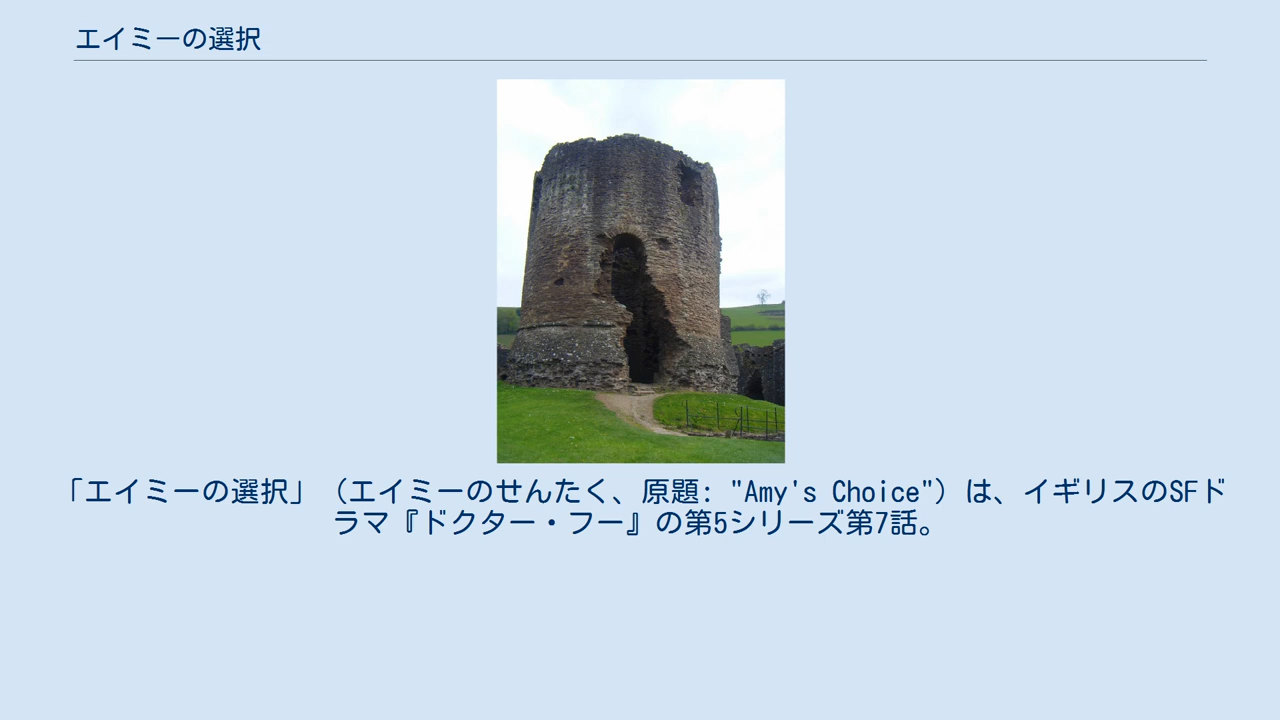 エイミーの選択
「エイミーの選択」（エイミーのせんたく、原題: "Amy's Choice"）は、イギリスのSFド
ラマ『ドクター・フー』の第5シリーズ第7話。